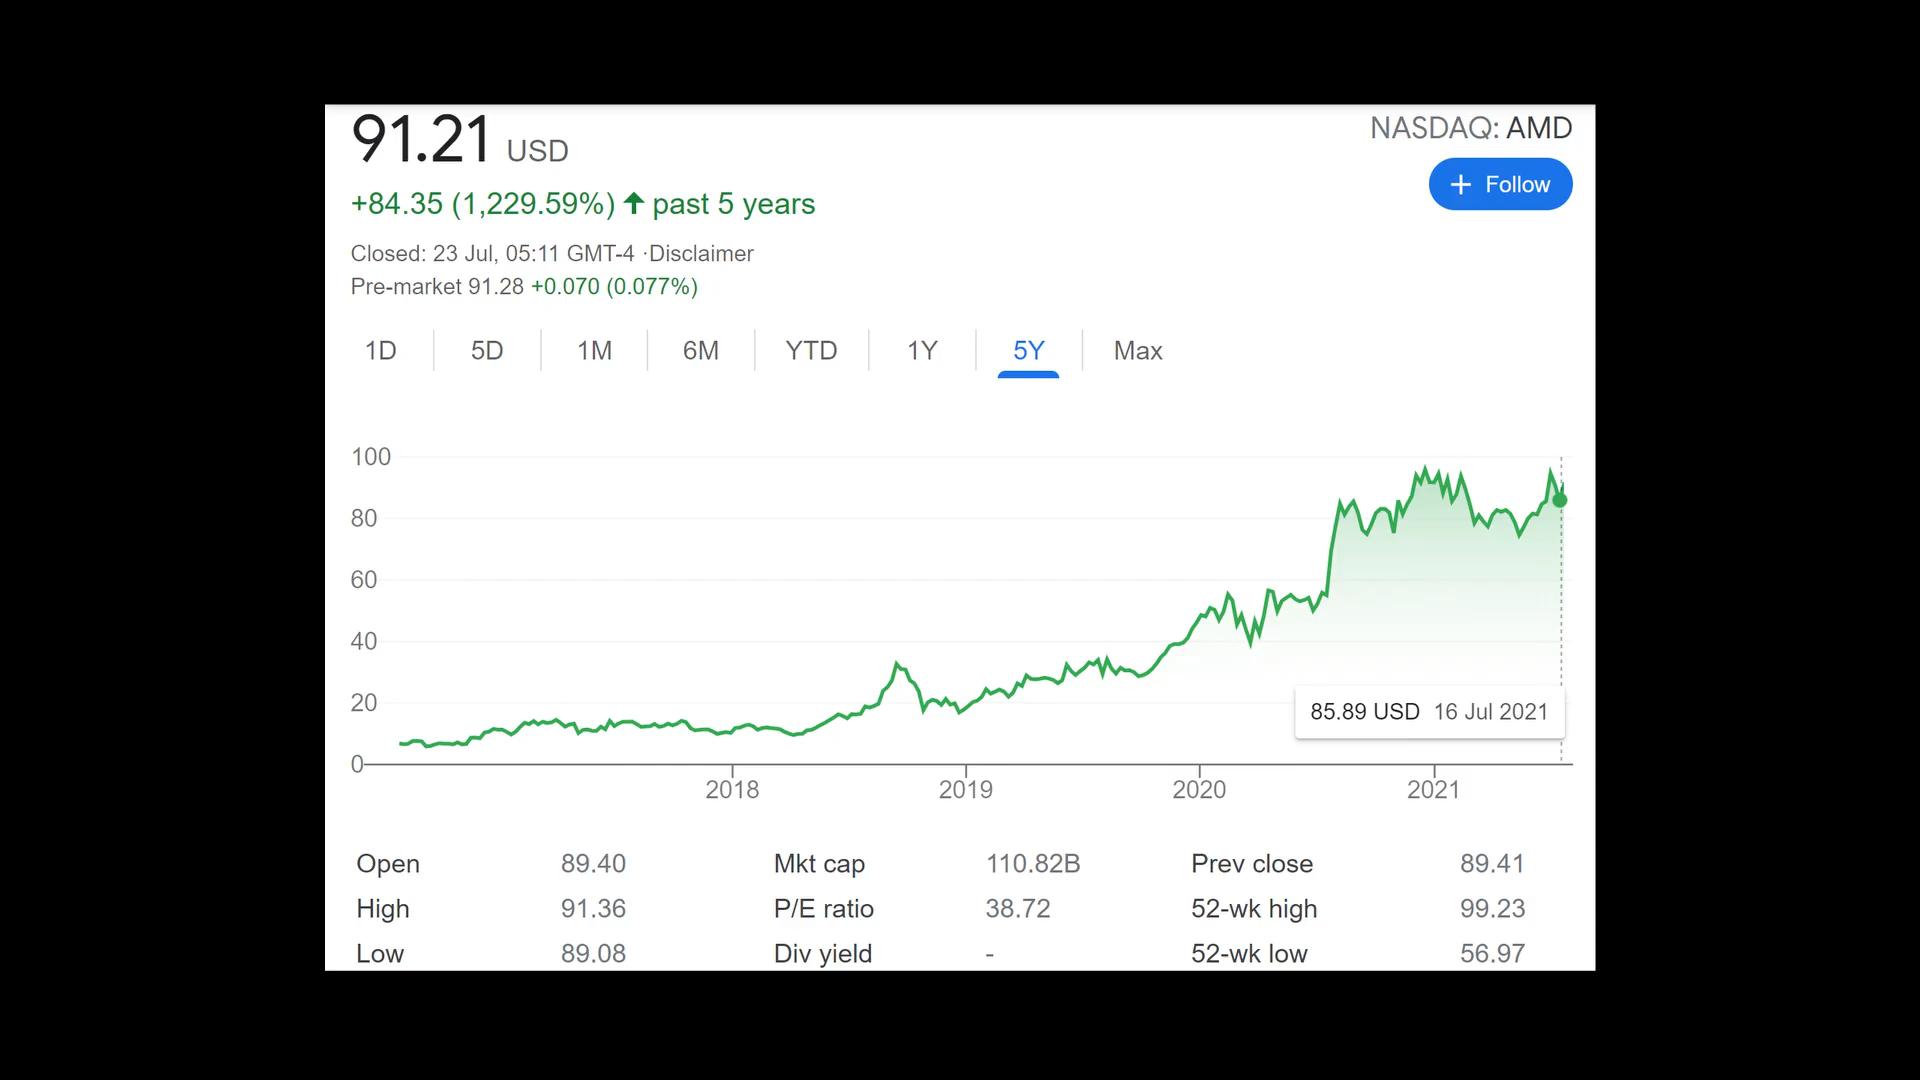 91.21 USD
NASDAQ: AMD
+ Follow
+84.35 (1,229.59%) ↑ past 5 years
Closed: 23 Jul, 05:11 GMT-4 ·Disclaimer
Pre-market 91.28 +0.070 (0.077%)
1D 5D 1M 6M YTD 1Y 5Y Max
100
80
60
40
20
0
85.89 USD 16 Jul 2021
2018 2019 2020 2021
Open 89.40 Mkt cap 110.82B Prev close 89.41
High 91.36 P/E ratio 38.72 52-wk high 99.23
Low 89.08 Div yield - 52-wk low 56.97